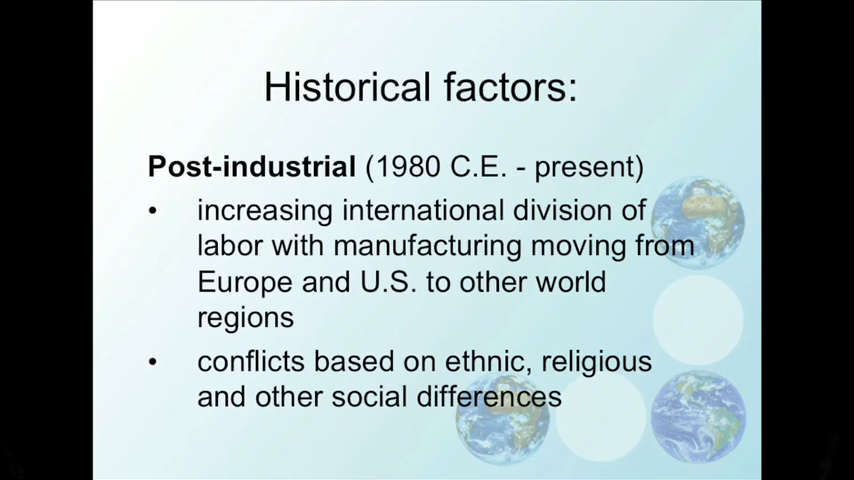 Historical factors:
Post-industrial (1980 C.E. - present)
• increasing international division of
labor with manufacturing moving from
Europe and U.S. to other world
regions
• conflicts based on ethnic, religious
and other social differences